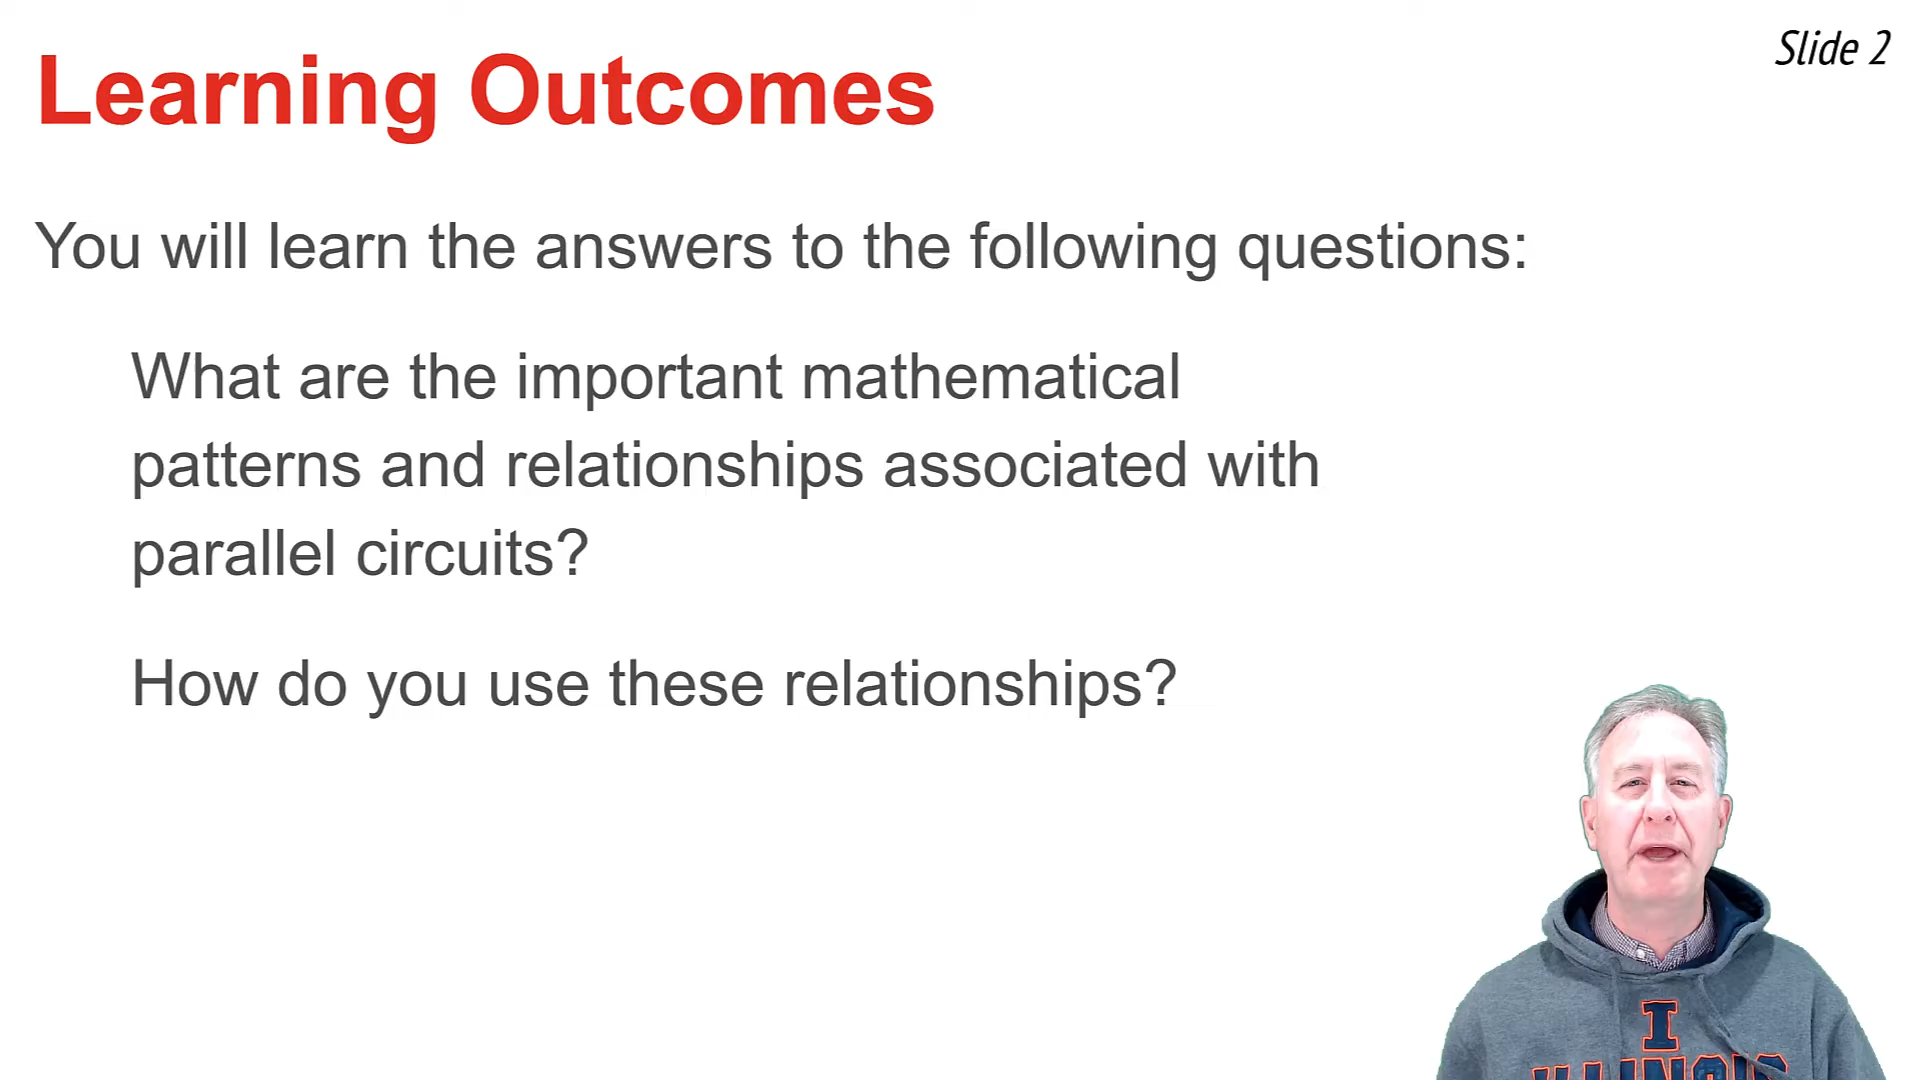 Slide 2
Learning Outcomes
You will learn the answers to the following questions:
What are the important mathematical
patterns and relationships associated with
parallel circuits?
How do you use these relationships?
I
ILLINOIS